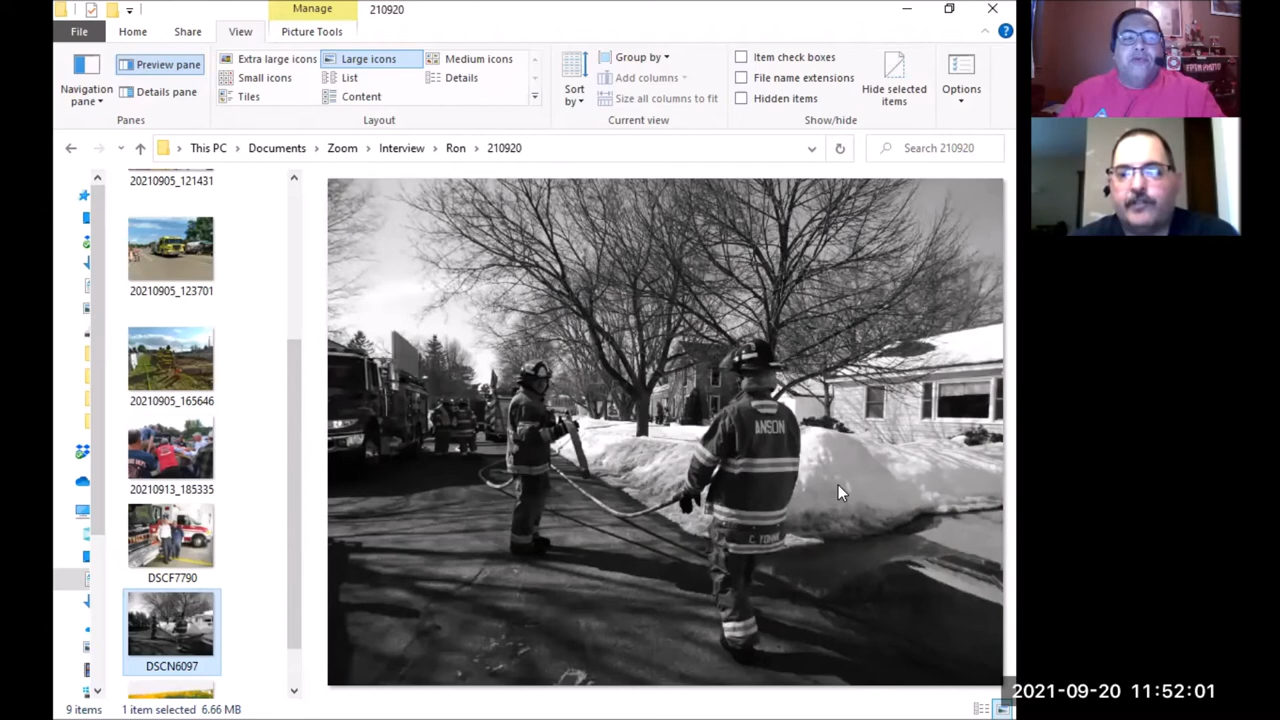 Manage
210920
File
Home
Share
View
Picture Tools
Navigation pane
Preview pane
Details pane
Panes
Extra large icons
Large icons
Medium icons
Small icons
List
Details
Tiles
Content
Layout
Sort by
Group by
Add columns
Size all columns to fit
Current view
Item check boxes
File name extensions
Hidden items
Hide selected items
Show/hide
Options
This PC
Documents
Zoom
Interview
Ron
210920
Search 210920
20210905_121431
20210905_123701
20210905_165646
20210913_185335
DSCF7790
DSCN6097
ANSON
9 items
1 item selected 6.66 MB
2021-09-20 11:52:01